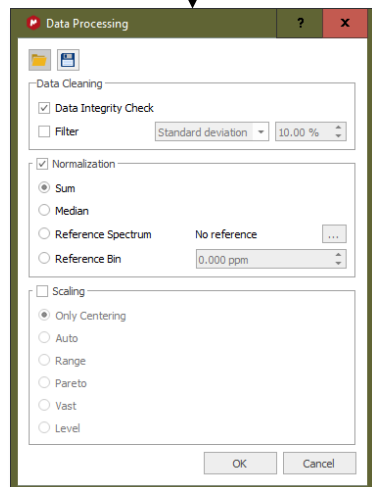 Data Processing ? x
Data Cleaning
Data Integrity Check
Filter Standard deviation 10.00 %
Normalization
Sum
Median
Reference Spectrum No reference ...
Reference Bin 0.000 ppm
Scaling
Only Centering
Auto
Range
Pareto
Vast
Level
OK Cancel